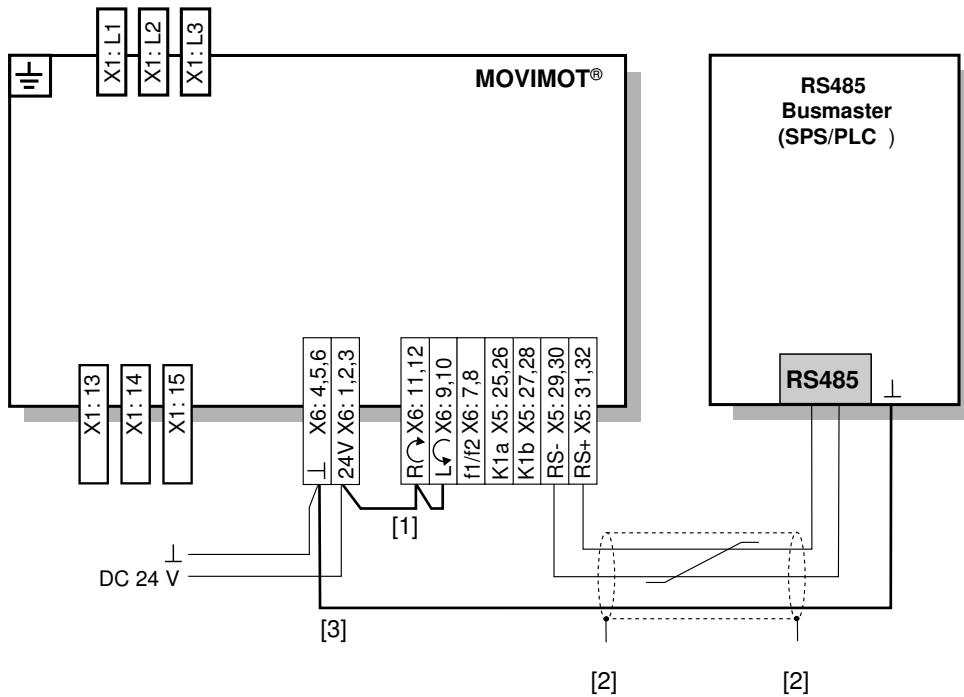 X1: L1
X1: L2
X1: L3
MOVIMOT®
RS485
Busmaster
(SPS/PLC )
X1: 13
X1: 14
X1: 15
⊥ X6: 4,5,6
24V X6: 1,2,3
R X6: 11,12
L X6: 9,10
f1/f2 X6: 7,8
K1a X5: 25,26
K1b X5: 27,28
RS- X5: 29,30
RS+ X5: 31,32
RS485
⊥
[1]
⊥
DC 24 V
[3]
[2]
[2]